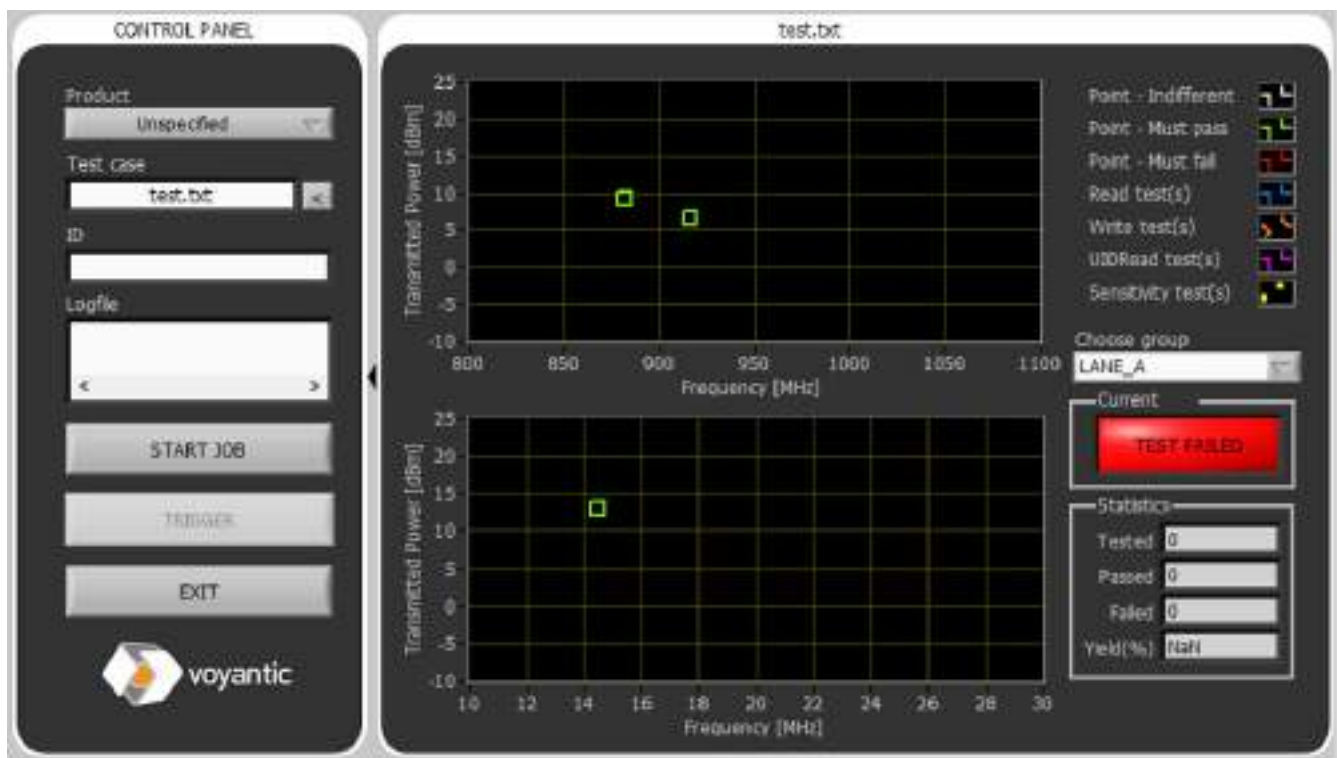 CONTROL PANEL
Product
Unspecified
Test case
test.txt
<
ID
Logfile
<
>
START JOB
TRIGGER
EXIT
voyantic
test.txt
Transmitted Power [dBm]
25
20
15
10
5
0
-5
-10
800
850
900
950
1000
1050
1100
Frequency [MHz]
Transmitted Power [dBm]
25
20
15
10
5
0
-5
-10
10
12
14
16
18
20
22
24
26
28
30
Frequency [MHz]
Point - Indifferent
Point - Must pass
Point - Must fail
Read test(s)
Write test(s)
UIDRead test(s)
Sensitivity test(s)
Choose group
LANE_A
Current
TEST FAILED
Statistics
Tested 0
Passed 0
Failed 0
Yield(%) NaN